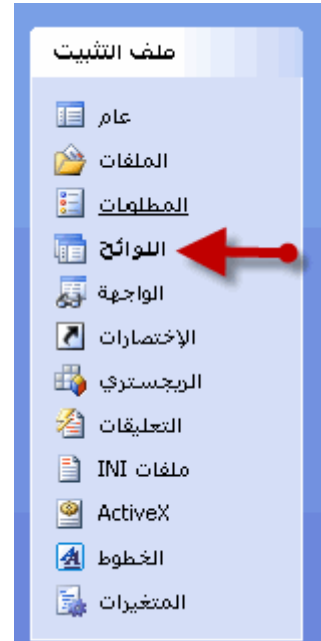 ملف التثبيت
عام
الملفات
المطلوبات
اللوائح
الواجهة
الإختصارات
الريجستري
التعليقات
ملفات INI
ActiveX
الخطوط
المتغيرات